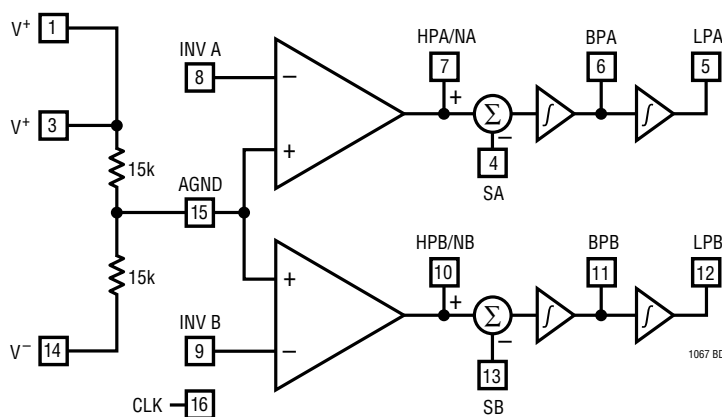 V+ 1
V+ 3
15k
15k
V− 14
AGND
15
INV A
8
−
+
HPA/NA
7
+
Σ
−
4
SA
∫
BPA
6
∫
LPA
5
+
−
INV B
9
HPB/NB
10
+
Σ
−
13
SB
∫
BPB
11
∫
LPB
12
CLK 16
1067 BD